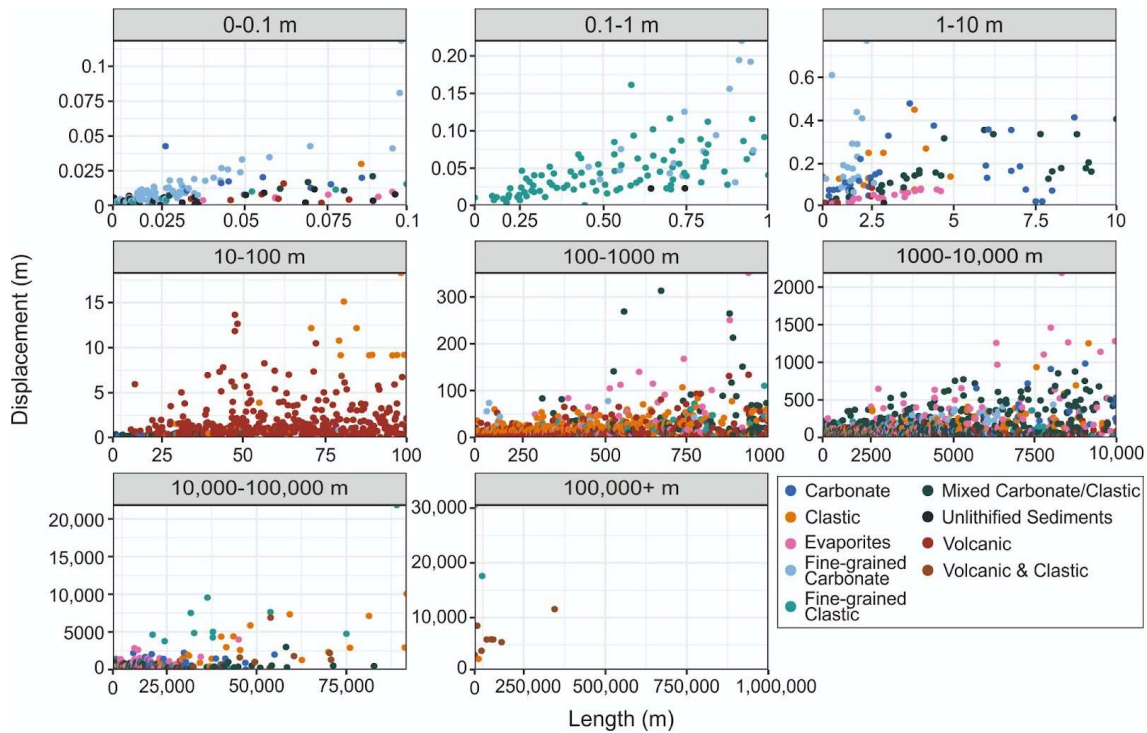 0-0.1 m
0.1-1 m
1-10 m
0.1
0.075
0.05
0.025
0
0 0.025 0.05 0.075 0.1
0.20
0.15
0.10
0.05
0
0 0.25 0.50 0.75 1
0.6
0.4
0.2
0
0 2.5 5 7.5 10
Displacement (m)
10-100 m
100-1000 m
1000-10,000 m
15
10
5
0
0 25 50 75 100
300
200
100
0
0 250 500 750 1000
2000
1500
1000
500
0
0 2500 5000 7500 10,000
10,000-100,000 m
100,000+ m
20,000
15,000
10,000
5000
0
0 25,000 50,000 75,000
30,000
20,000
10,000
0
0 250,000 100,000 1,000,000
Length (m)
Carbonate
Clastic
Evaporites
Fine-grained
Carbonate
Fine-grained
Clastic
Mixed Carbonate/Clastic
Unlithified Sediments
Volcanic
Volcanic & Clastic